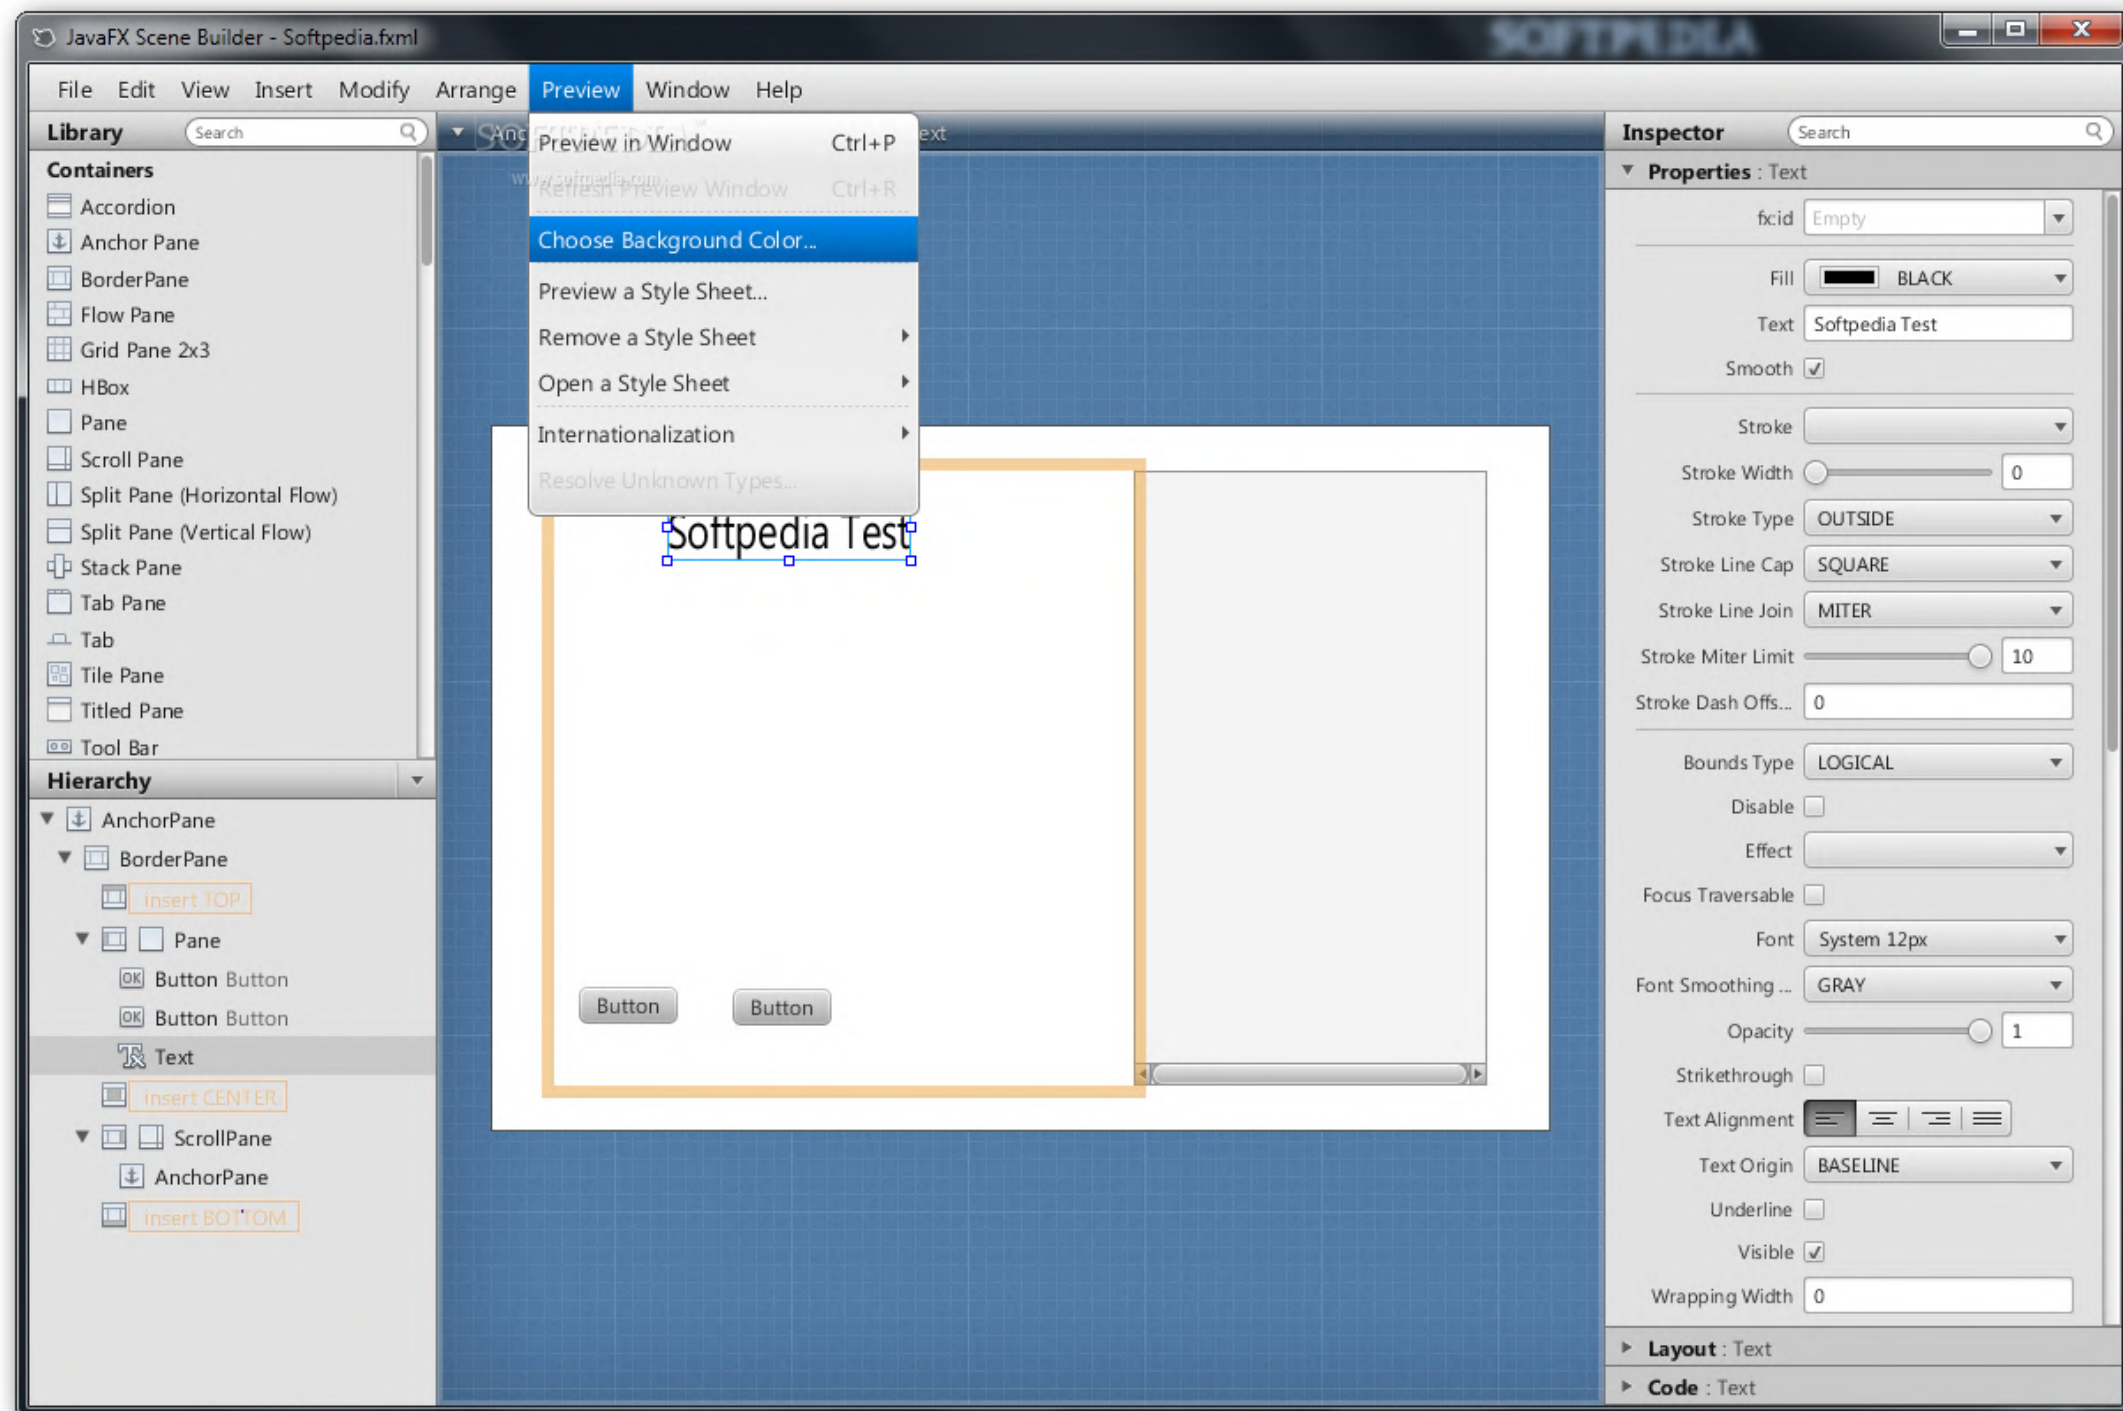 JavaFX Scene Builder - Softpedia.fxml
SOFTPEDIA
File Edit View Insert Modify Arrange Preview Window Help
Library
Search
Containers
Accordion
Anchor Pane
BorderPane
Flow Pane
Grid Pane 2x3
HBox
Pane
Scroll Pane
Split Pane (Horizontal Flow)
Split Pane (Vertical Flow)
Stack Pane
Tab Pane
Tab
Tile Pane
Titled Pane
Tool Bar
Hierarchy
AnchorPane
BorderPane
insert TOP
Pane
Button Button
Button Button
Text
insert CENTER
ScrollPane
AnchorPane
insert BOTTOM
Preview in Window Ctrl+P
Refresh Preview Window Ctrl+R
www.softpedia.com
Choose Background Color...
Preview a Style Sheet...
Remove a Style Sheet
Open a Style Sheet
Internationalization
Resolve Unknown Types...
Softpedia Test
Button Button
Inspector
Search
Properties : Text
fx:id Empty
Fill BLACK
Text Softpedia Test
Smooth
Stroke
Stroke Width 0
Stroke Type OUTSIDE
Stroke Line Cap SQUARE
Stroke Line Join MITER
Stroke Miter Limit 10
Stroke Dash Offs... 0
Bounds Type LOGICAL
Disable
Effect
Focus Traversable
Font System 12px
Font Smoothing ... GRAY
Opacity 1
Strikethrough
Text Alignment
Text Origin BASELINE
Underline
Visible
Wrapping Width 0
Layout : Text
Code : Text